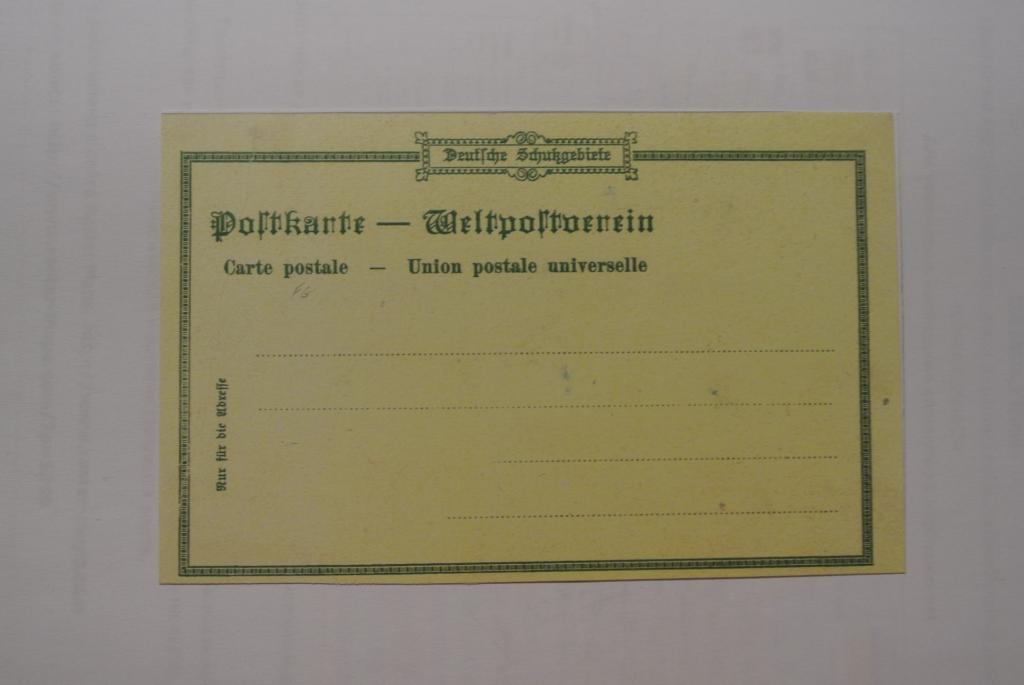 Deutsche Schutzgebiete
Postkarte — Weltpostverein
Carte postale — Union postale universelle
Nur für die Adresse